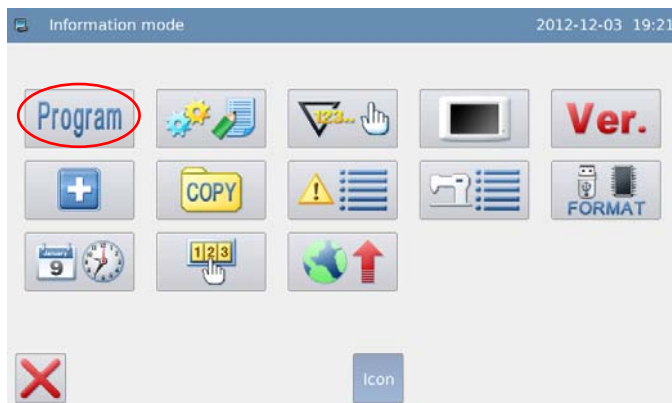 Information mode 2012-12-03 19:21
Program 123.. Ver.
COPY FORMAT
January 9 123
Icon